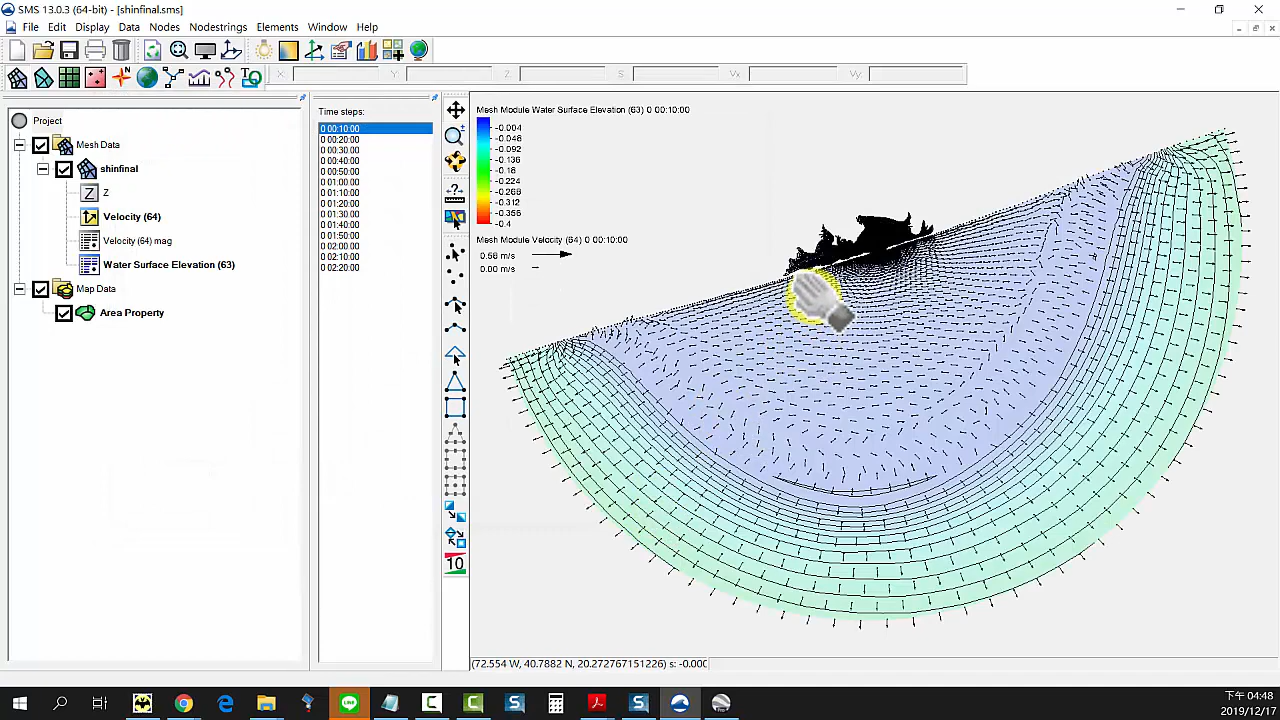 SMS 13.0.3 (64-bit) - [shinfinal.sms]
File Edit Display Data Nodes Nodestrings Elements Window Help
X Y Z S Vx Vy
Project
Mesh Data
shinfinal
Z
Velocity (64)
Velocity (64) mag
Water Surface Elevation (63)
Map Data
Area Property
Time steps:
0 00:10:00
0 00:20:00
0 00:30:00
0 00:40:00
0 00:50:00
0 01:00:00
0 01:10:00
0 01:20:00
0 01:30:00
0 01:40:00
0 01:50:00
0 02:00:00
0 02:10:00
0 02:20:00
10
Mesh Module Water Surface Elevation (63) 0 00:10:00
-0.004
-0.048
-0.092
-0.136
-0.18
-0.224
-0.268
-0.312
-0.356
-0.4
Mesh Module Velocity (64) 0 00:10:00
0.58 m/s
0.00 m/s
(72.554 W, 40.7882 N, 20.272767151226) s: -0.000
下午 04:48
2019/12/17